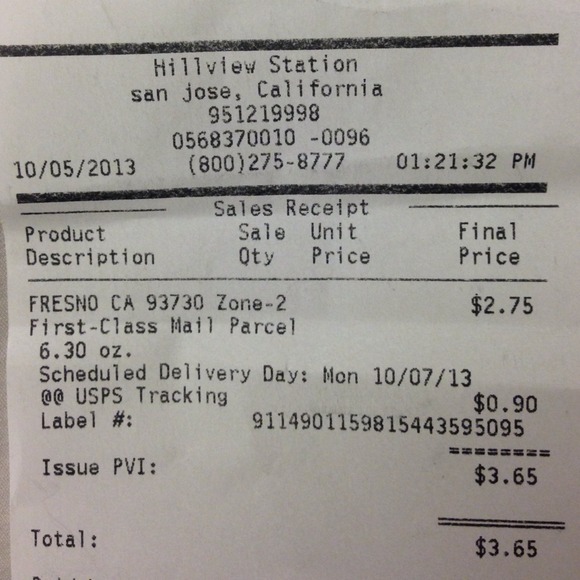 Hillview Station
san jose, California
951219998
0568370010 -0096
10/05/2013 (800)275-8777 01:21:32 PM
Sales Receipt
Product Sale Unit Final
Description Qty Price Price
FRESNO CA 93730 Zone-2 $2.75
First-Class Mail Parcel
6.30 oz.
Scheduled Delivery Day: Mon 10/07/13
@@ USPS Tracking $0.90
Label #: 9114901159815443595095
========
Issue PVI: $3.65
Total: $3.65